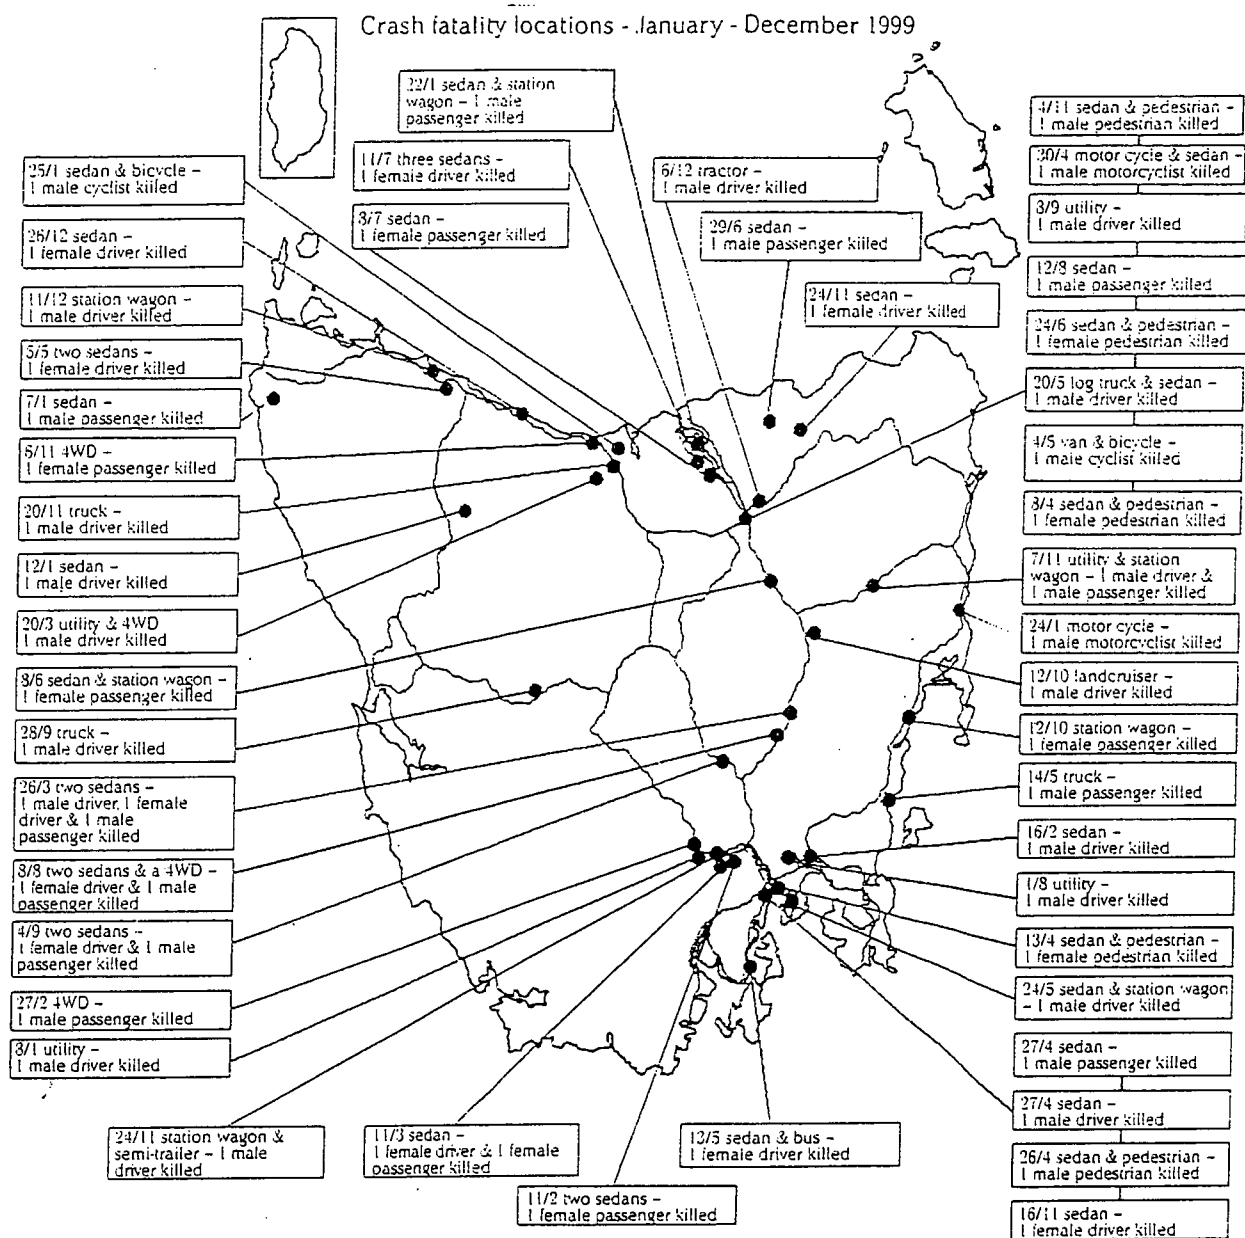 Crash fatality locations - January - December 1999
22/1 sedan & station
wagon – 1 male
passenger killed
11/7 three sedans –
1 female driver killed
8/7 sedan –
1 female passenger killed
6/12 tractor –
1 male driver killed
29/6 sedan –
1 male passenger killed
24/11 sedan –
1 female driver killed
25/1 sedan & bicycle –
1 male cyclist killed
26/12 sedan –
1 female driver killed
11/12 station wagon –
1 male driver killed
5/5 two sedans –
1 female driver killed
7/1 sedan –
1 male passenger killed
6/11 4WD –
1 female passenger killed
20/11 truck –
1 male driver killed
12/1 sedan –
1 male driver killed
20/3 utility & 4WD
1 male driver killed
8/6 sedan & station wagon –
1 female passenger killed
28/9 truck –
1 male driver killed
26/3 two sedans –
1 male driver, 1 female
driver & 1 male
passenger killed
8/8 two sedans & a 4WD –
1 female driver & 1 male
passenger killed
4/9 two sedans –
1 female driver & 1 male
passenger killed
27/2 4WD –
1 male passenger killed
3/1 utility –
1 male driver killed
24/11 station wagon &
semi-trailer – 1 male
driver killed
11/3 sedan –
1 female driver & 1 female
passenger killed
11/2 two sedans –
1 female passenger killed
13/5 sedan & bus –
1 female driver killed
4/11 sedan & pedestrian –
1 male pedestrian killed
30/4 motor cycle & sedan –
1 male motorcyclist killed
3/9 utility –
1 male driver killed
12/8 sedan –
1 male passenger killed
24/6 sedan & pedestrian –
1 female pedestrian killed
20/5 log truck & sedan –
1 male driver killed
4/5 van & bicycle –
1 male cyclist killed
8/4 sedan & pedestrian –
1 female pedestrian killed
7/11 utility & station
wagon – 1 male driver &
1 male passenger killed
24/1 motor cycle –
1 male motorcyclist killed
12/10 landcruiser –
1 male driver killed
12/10 station wagon –
1 female passenger killed
14/5 truck –
1 male passenger killed
16/2 sedan –
1 male driver killed
1/8 utility –
1 male driver killed
13/4 sedan & pedestrian –
1 female pedestrian killed
24/5 sedan & station wagon
– 1 male driver killed
27/4 sedan –
1 male passenger killed
27/4 sedan –
1 male driver killed
26/4 sedan & pedestrian –
1 male pedestrian killed
16/11 sedan –
1 female driver killed